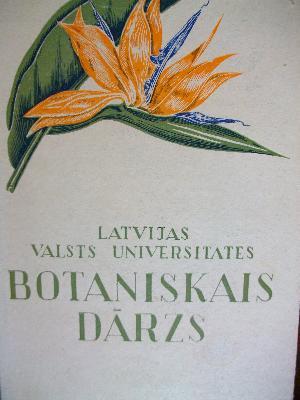 LATVIJAS
VALSTS UNIVERSITATES
BOTANISKAIS
DĀRZS